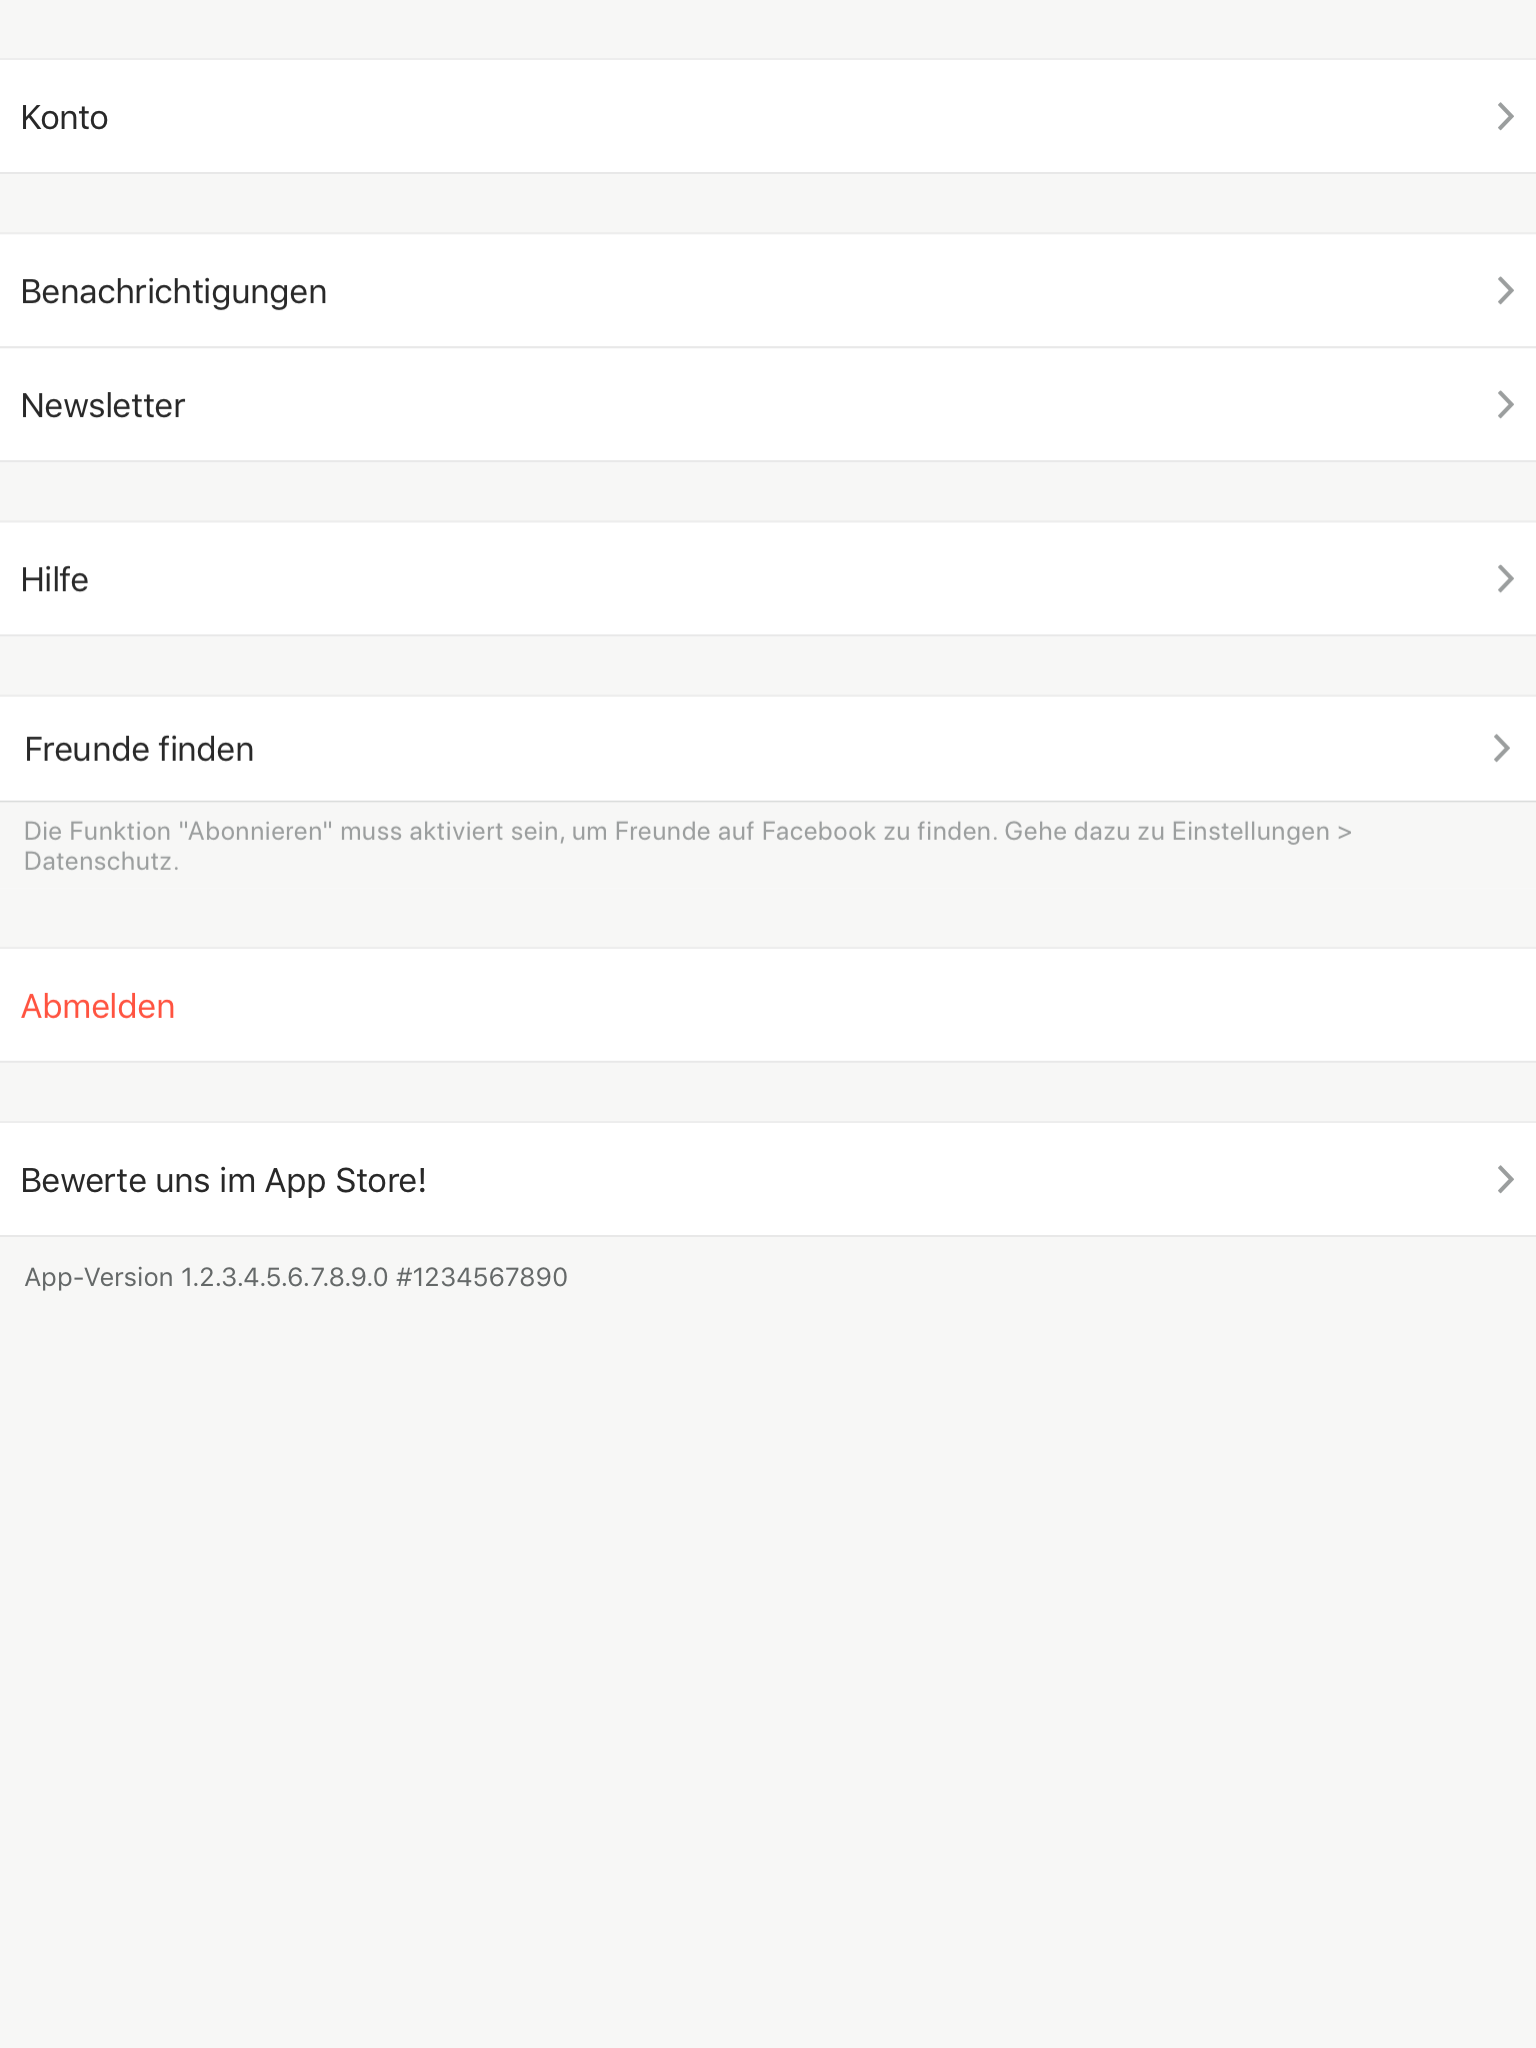 Konto
Benachrichtigungen
Newsletter
Hilfe
Freunde finden
Die Funktion "Abonnieren" muss aktiviert sein, um Freunde auf Facebook zu finden. Gehe dazu zu Einstellungen >
Datenschutz.
Abmelden
Bewerte uns im App Store!
App-Version 1.2.3.4.5.6.7.8.9.0 #1234567890